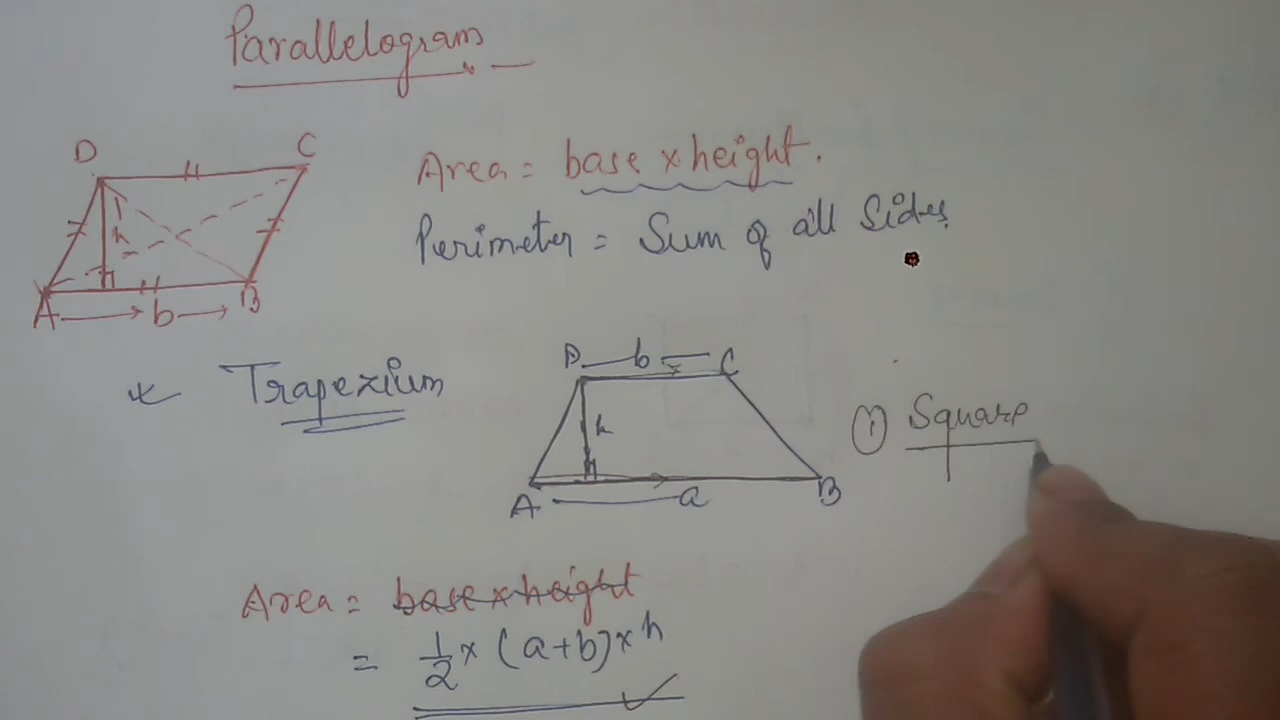 Parallelogram
D C
Area = base x height.
h
Perimeter = Sum of all Sides.
A b B
Trapezium
D b C
h
① Square
A a B
Area = base x height
= 1/2 x (a+b) x h